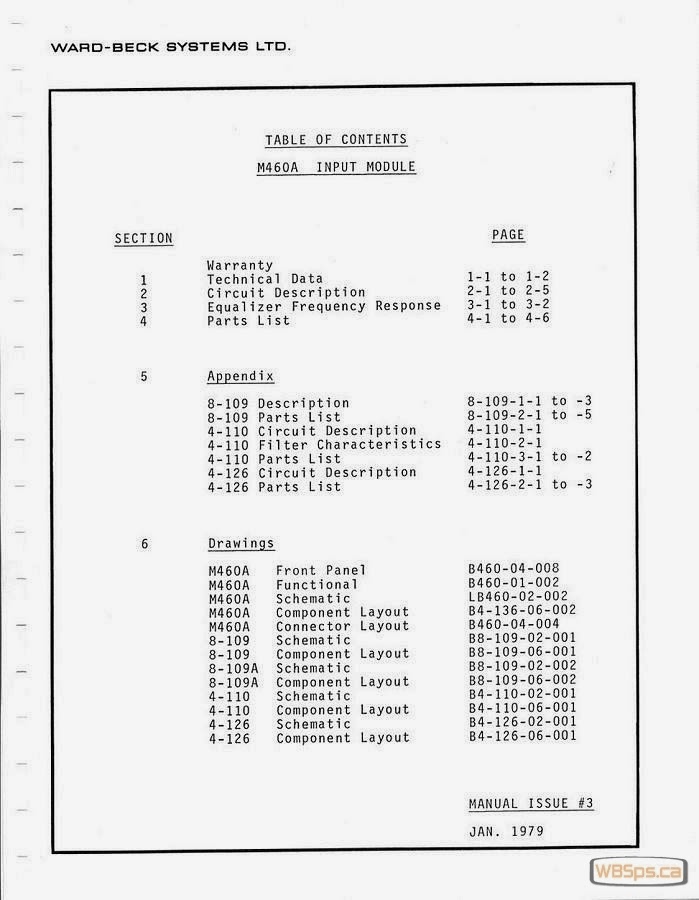 WARD-BECK SYSTEMS LTD.
TABLE OF CONTENTS
M460A INPUT MODULE
SECTION PAGE
Warranty
1 Technical Data 1-1 to 1-2
2 Circuit Description 2-1 to 2-5
3 Equalizer Frequency Response 3-1 to 3-2
4 Parts List 4-1 to 4-6
5 Appendix
8-109 Description 8-109-1-1 to -3
8-109 Parts List 8-109-2-1 to -5
4-110 Circuit Description 4-110-1-1
4-110 Filter Characteristics 4-110-2-1
4-110 Parts List 4-110-3-1 to -2
4-126 Circuit Description 4-126-1-1
4-126 Parts List 4-126-2-1 to -3
6 Drawings
M460A Front Panel B460-04-008
M460A Functional B460-01-002
M460A Schematic LB460-02-002
M460A Component Layout B4-136-06-002
M460A Connector Layout B460-04-004
8-109 Schematic B8-109-02-001
8-109 Component Layout B8-109-06-001
8-109A Schematic B8-109-02-002
8-109A Component Layout B8-109-06-002
4-110 Schematic B4-110-02-001
4-110 Component Layout B4-110-06-001
4-126 Schematic B4-126-02-001
4-126 Component Layout B4-126-06-001
MANUAL ISSUE #3
JAN. 1979
WBSps.ca